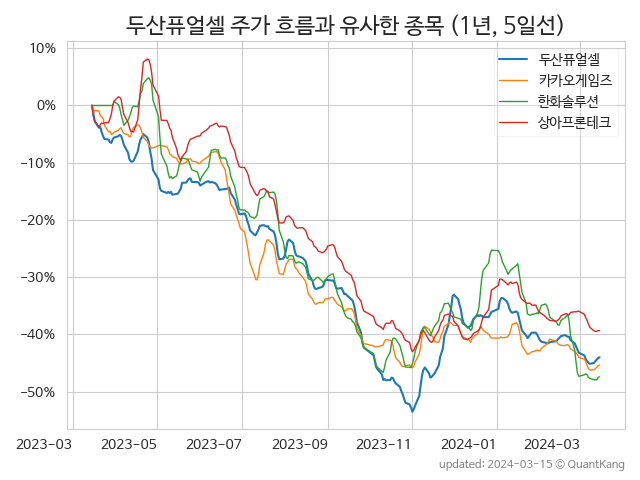 두산퓨얼셀 주가 흐름과 유사한 종목 (1년, 5일선)
10%
0%
−10%
−20%
−30%
−40%
−50%
두산퓨얼셀
카카오게임즈
한화솔루션
상아프론테크
2023-03
2023-05
2023-07
2023-09
2023-11
2024-01
2024-03
updated: 2024-03-15 © QuantKang